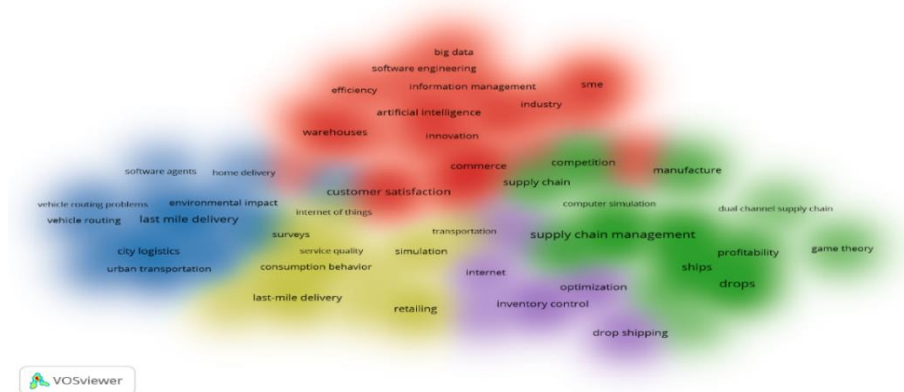 big data
software engineering
efficiency
information management
sme
industry
artificial intelligence
warehouses
innovation
commerce
competition
manufacture
software agents
home delivery
supply chain
customer satisfaction
vehicle routing problems
environmental impact
internet of things
computer simulation
dual channel supply chain
vehicle routing
last mile delivery
surveys
transportation
supply chain management
city logistics
service quality
simulation
profitability
game theory
urban transportation
consumption behavior
internet
ships
drops
optimization
last-mile delivery
retailing
inventory control
drop shipping
VOSviewer